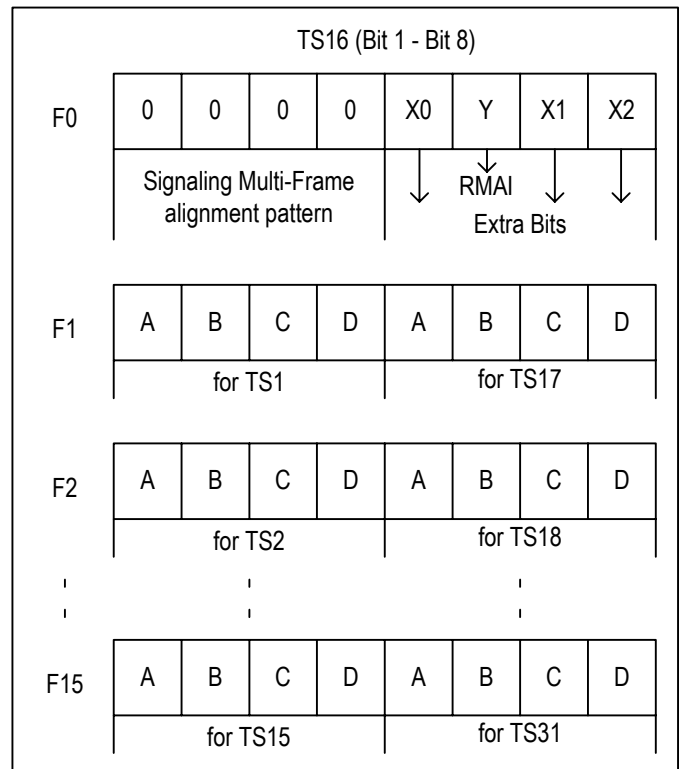 TS16 (Bit 1 - Bit 8)
F0 0 0 0 0 X0 Y X1 X2
Signaling Multi-Frame
alignment pattern
RMAI
Extra Bits
F1 A B C D A B C D
for TS1 for TS17
F2 A B C D A B C D
for TS2 for TS18
F15 A B C D A B C D
for TS15 for TS31